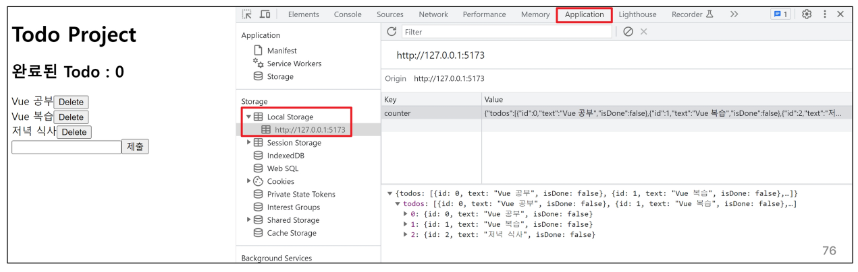 Todo Project
완료된 Todo : 0
Vue 공부 Delete
Vue 복습 Delete
저녁 식사 Delete
제출
Elements Console Sources Network Performance Memory Application Lighthouse Recorder 1
Application
Manifest
Service Workers
Storage
Storage
Local Storage
http://127.0.0.1:5173
Session Storage
IndexedDB
Web SQL
Cookies
Private State Tokens
Interest Groups
Shared Storage
Cache Storage
Background Services
Filter
http://127.0.0.1:5173
Origin http://127.0.0.1:5173
Key Value
counter {"todos":[{"id":0,"text":"Vue 공부","isDone":false},{"id":1,"text":"Vue 복습","isDone":false},{"id":2,"text":"저...
{todos: [{id: 0, text: "Vue 공부", isDone: false}, {id: 1, text: "Vue 복습", isDone: false},…]}
todos: [{id: 0, text: "Vue 공부", isDone: false}, {id: 1, text: "Vue 복습", isDone: false},…]
0: {id: 0, text: "Vue 공부", isDone: false}
1: {id: 1, text: "Vue 복습", isDone: false}
2: {id: 2, text: "저녁 식사", isDone: false}
76